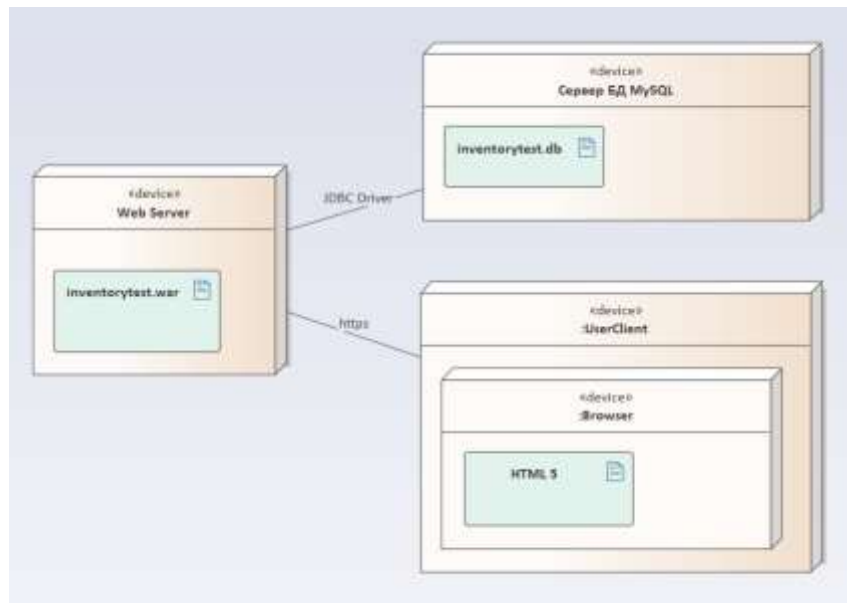 «device»
Сервер БД MySQL
inventorytest.db
«device»
Web Server
JDBC Driver
inventorytest.war
https
«device»
:UserClient
«device»
:Browser
HTML 5